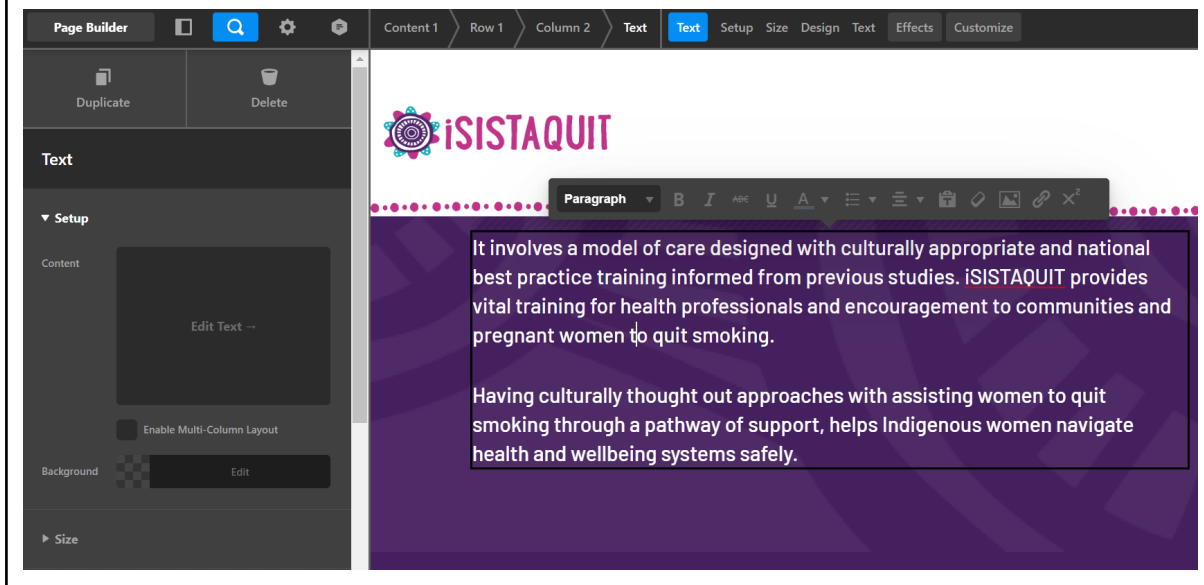 Page Builder
Content 1 Row 1 Column 2 Text Text Setup Size Design Text Effects Customize
Duplicate Delete
Text
Setup
Content
Edit Text →
Enable Multi-Column Layout
Background Edit
Size
iSISTAQUIT
Paragraph B I ABC U A X²
It involves a model of care designed with culturally appropriate and national
best practice training informed from previous studies. iSISTAQUIT provides
vital training for health professionals and encouragement to communities and
pregnant women to quit smoking.
Having culturally thought out approaches with assisting women to quit
smoking through a pathway of support, helps Indigenous women navigate
health and wellbeing systems safely.